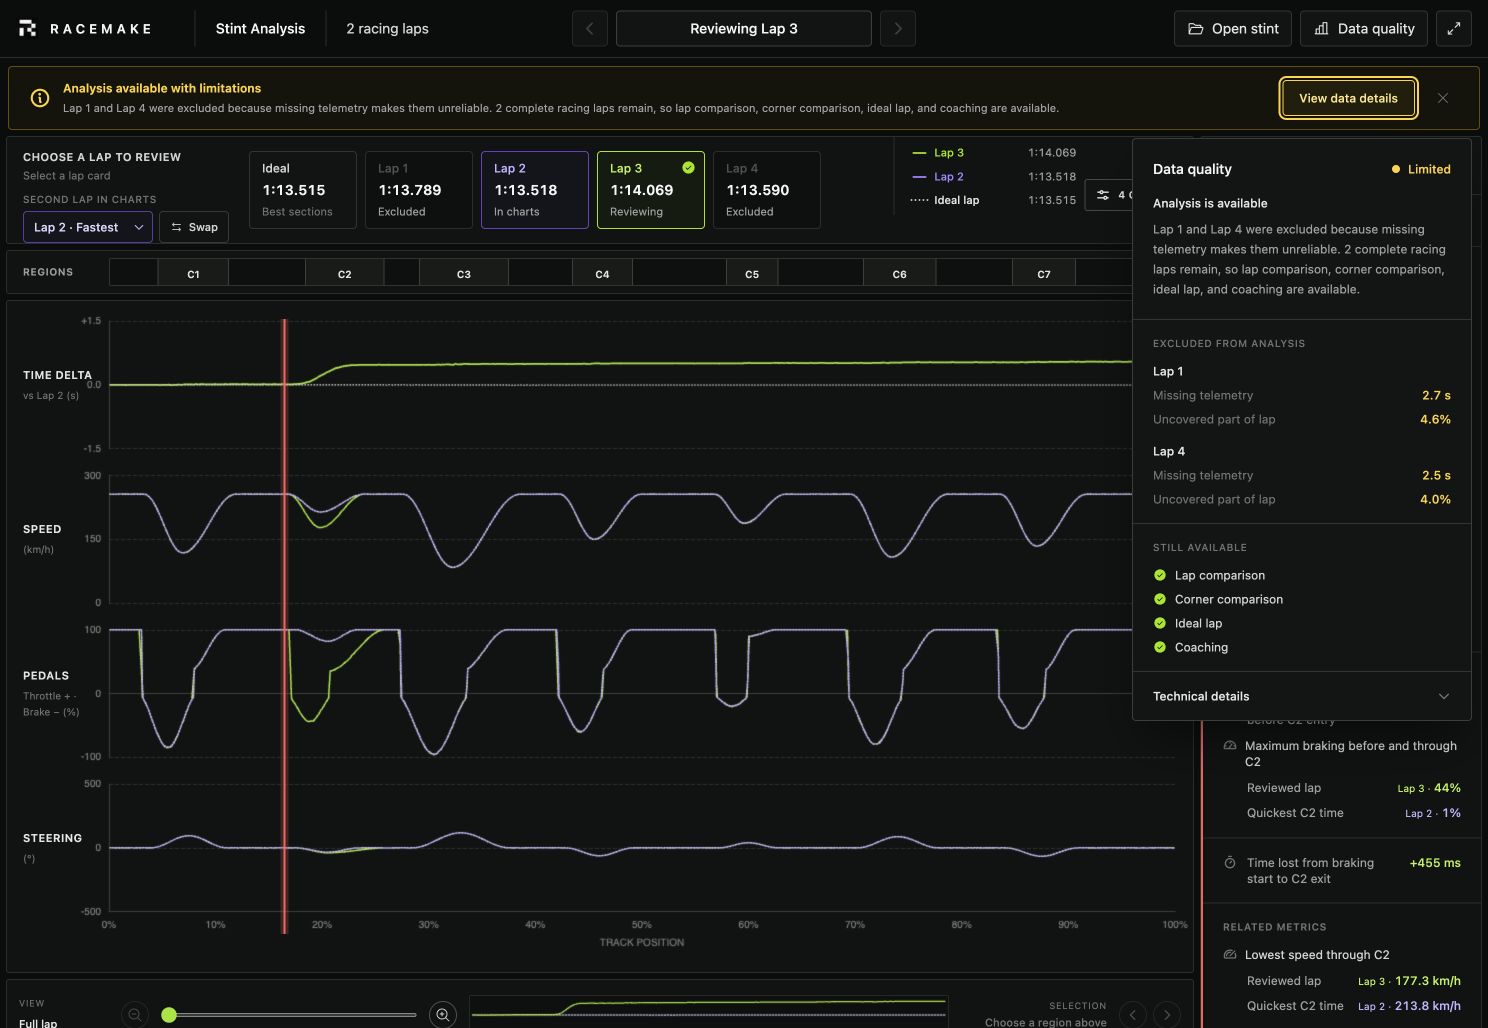 RACEMAKE
Stint Analysis
2 racing laps
Reviewing Lap 3
Open stint
Data quality
Analysis available with limitations
Lap 1 and Lap 4 were excluded because missing telemetry makes them unreliable. 2 complete racing laps remain, so lap comparison, corner comparison, ideal lap, and coaching are available.
View data details
CHOOSE A LAP TO REVIEW
Select a lap card
SECOND LAP IN CHARTS
Lap 2 · Fastest
Swap
Ideal
1:13.515
Best sections
Lap 1
1:13.789
Excluded
Lap 2
1:13.518
In charts
Lap 3
1:14.069
Reviewing
Lap 4
1:13.590
Excluded
Lap 3 1:14.069
Lap 2 1:13.518
Ideal lap 1:13.515
4
REGIONS
C1 C2 C3 C4 C5 C6 C7
TIME DELTA
vs Lap 2 (s)
+1.5
0.0
-1.5
SPEED
(km/h)
300
150
0
PEDALS
Throttle + ·
Brake − (%)
100
0
-100
STEERING
(°)
500
0
-500
0% 10% 20% 30% 40% 50% 60% 70% 80% 90% 100%
TRACK POSITION
VIEW
Full lap
SELECTION
Choose a region above
Data quality
Limited
Analysis is available
Lap 1 and Lap 4 were excluded because missing
telemetry makes them unreliable. 2 complete racing
laps remain, so lap comparison, corner comparison,
ideal lap, and coaching are available.
EXCLUDED FROM ANALYSIS
Lap 1
Missing telemetry 2.7 s
Uncovered part of lap 4.6%
Lap 4
Missing telemetry 2.5 s
Uncovered part of lap 4.0%
STILL AVAILABLE
Lap comparison
Corner comparison
Ideal lap
Coaching
Technical details
before C2 entry
Maximum braking before and through
C2
Reviewed lap Lap 3 · 44%
Quickest C2 time Lap 2 · 1%
Time lost from braking +455 ms
start to C2 exit
RELATED METRICS
Lowest speed through C2
Reviewed lap Lap 3 · 177.3 km/h
Quickest C2 time Lap 2 · 213.8 km/h